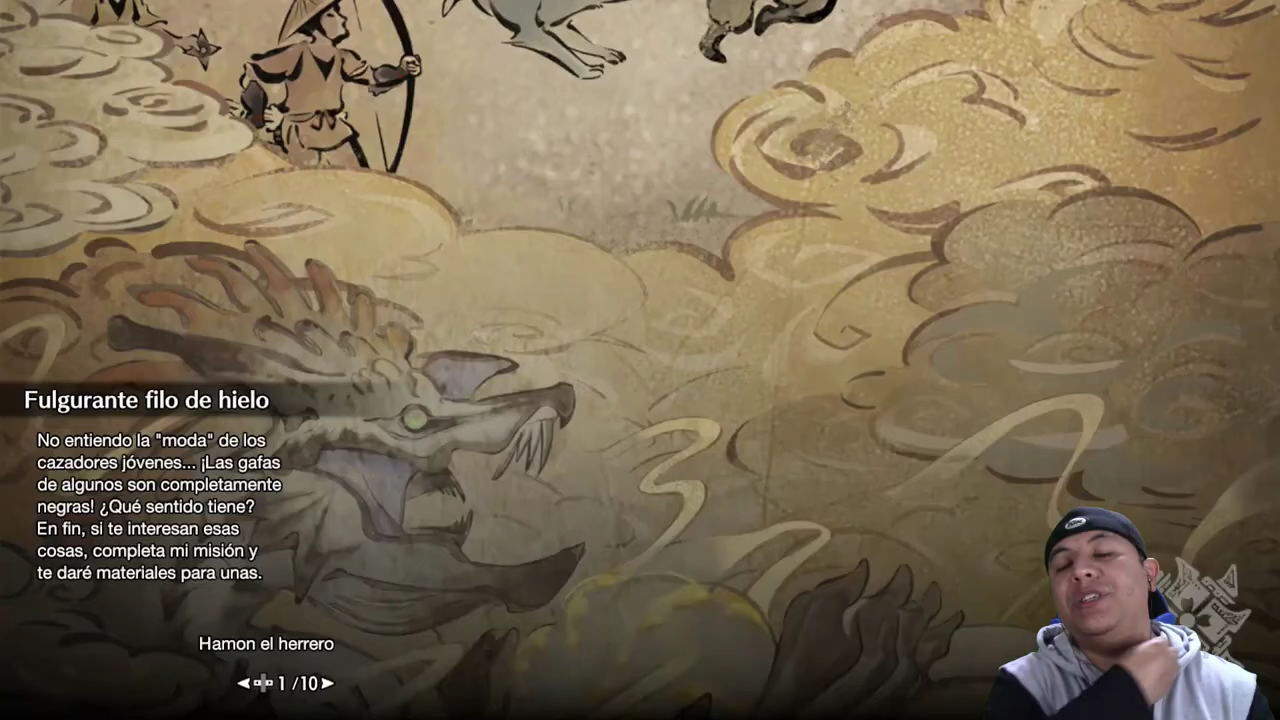 Fulgurante filo de hielo
No entiendo la "moda" de los
cazadores jóvenes... ¡Las gafas
de algunos son completamente
negras! ¿Qué sentido tiene?
En fin, si te interesan esas
cosas, completa mi misión y
te daré materiales para unas.
Hamon el herrero
1 /10